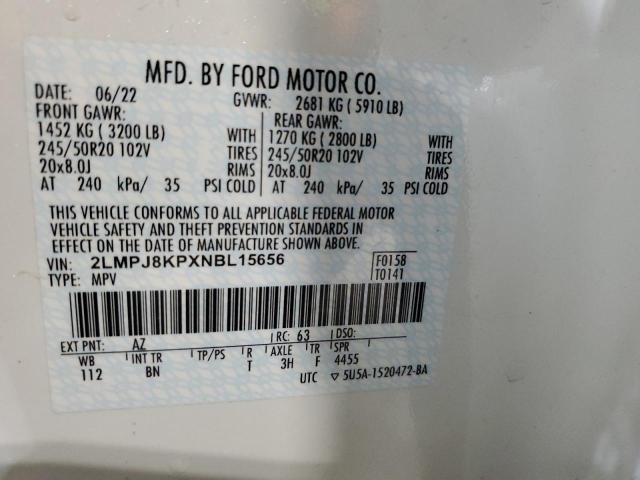 MFD. BY FORD MOTOR CO.
DATE: 06/22 GVWR: 2681 KG ( 5910 LB)
FRONT GAWR: REAR GAWR:
1452 KG ( 3200 LB) WITH 1270 KG ( 2800 LB) WITH
245/50R20 102V TIRES 245/50R20 102V TIRES
20x8.0J RIMS 20x8.0J RIMS
AT 240 kPa/ 35 PSI COLD AT 240 kPa/ 35 PSI COLD
THIS VEHICLE CONFORMS TO ALL APPLICABLE FEDERAL MOTOR
VEHICLE SAFETY AND THEFT PREVENTION STANDARDS IN
EFFECT ON THE DATE OF MANUFACTURE SHOWN ABOVE.
VIN: 2LMPJ8KPXNBL15656 F0158
TYPE: MPV T0141
EXT PNT: AZ RC: 63 DSO:
WB INT TR TP/PS R AXLE TR SPR
112 BN T 3H F 4455
UTC ▽ 5U5A-1520472-BA